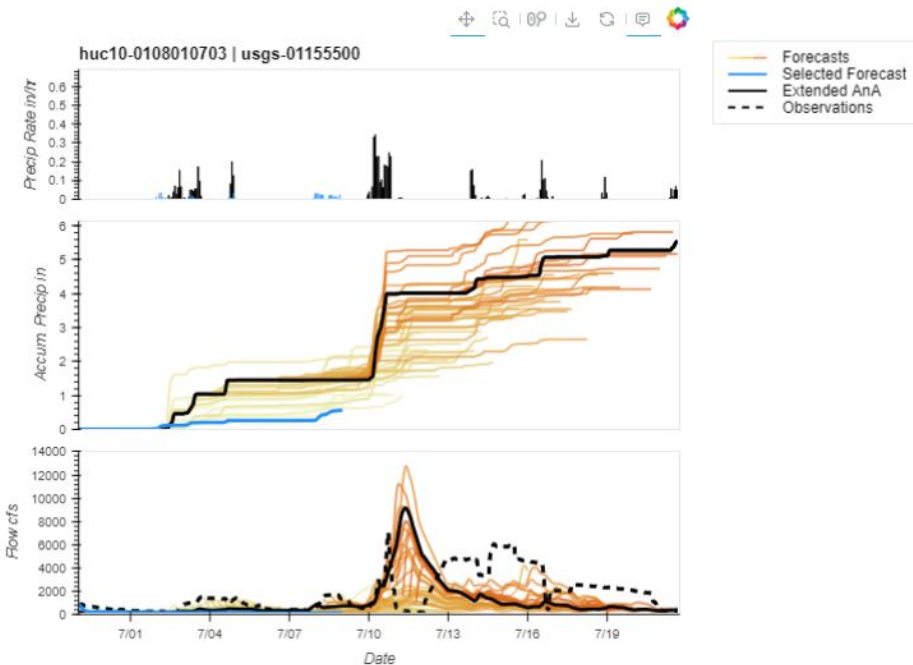 huc10-0108010703 | usgs-01155500
Forecasts
Selected Forecast
Extended AnA
Observations
Precip Rate in/hr
0.6
0.5
0.4
0.3
0.2
0.1
0
Accum Precip in
6
5
4
3
2
1
0
Flow cfs
14000
12000
10000
8000
6000
4000
2000
0
7/01 7/04 7/07 7/10 7/13 7/16 7/19
Date